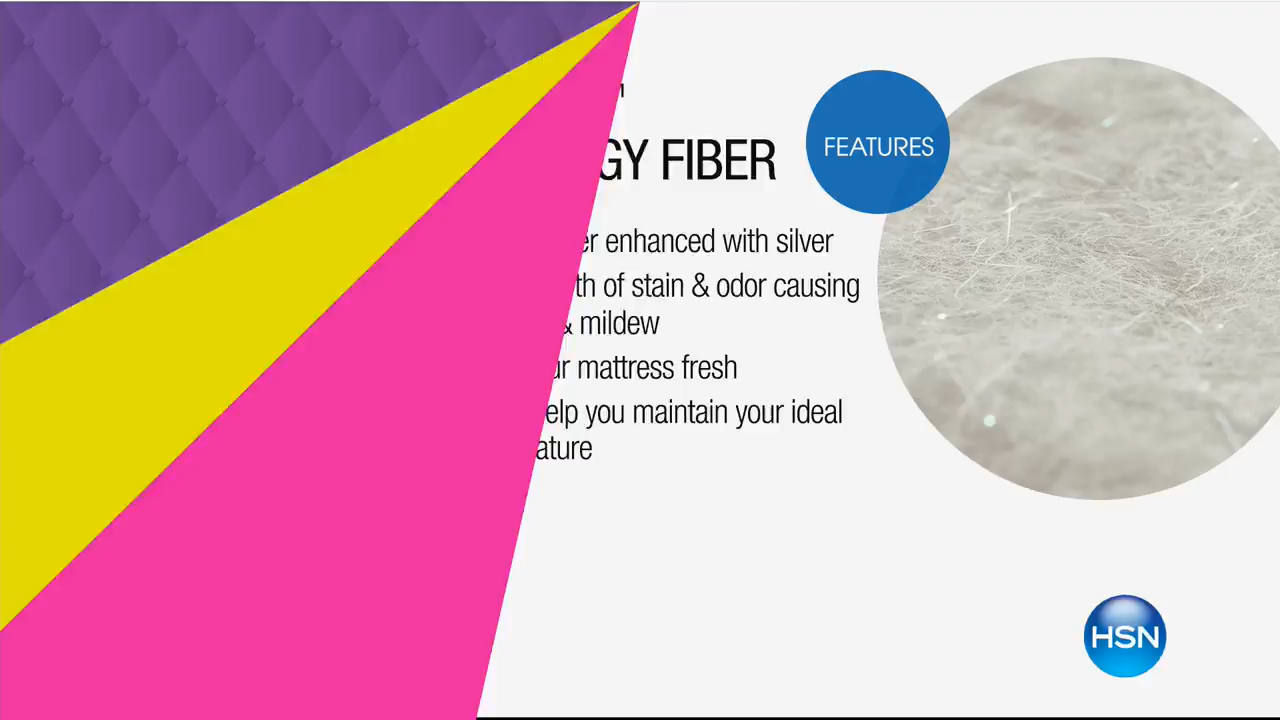 GY FIBER
FEATURES
er enhanced with silver
th of stain & odor causing
& mildew
ur mattress fresh
elp you maintain your ideal
ature
HSN